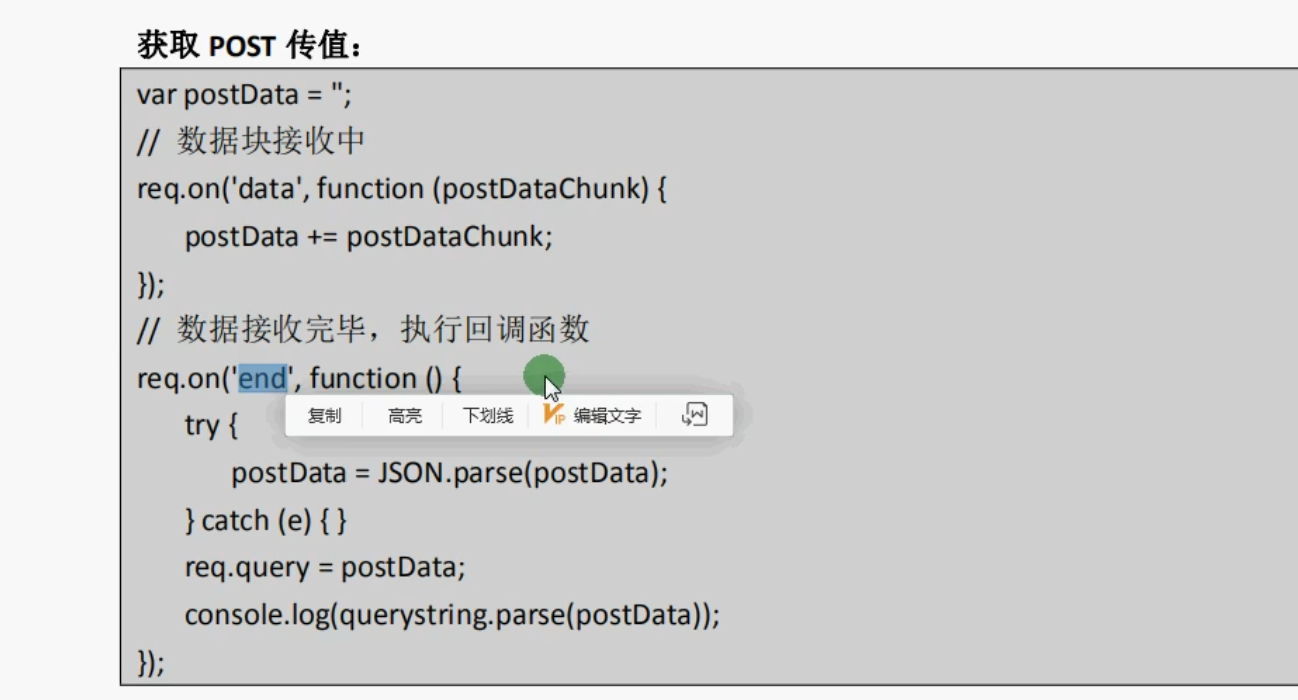 获取 POST 传值：
var postData = '';
// 数据块接收中
req.on('data', function (postDataChunk) {
postData += postDataChunk;
});
// 数据接收完毕，执行回调函数
req.on('end', function () {
复制 高亮 下划线 VIP 编辑文字 W
try {
postData = JSON.parse(postData);
} catch (e) { }
req.query = postData;
console.log(querystring.parse(postData));
});